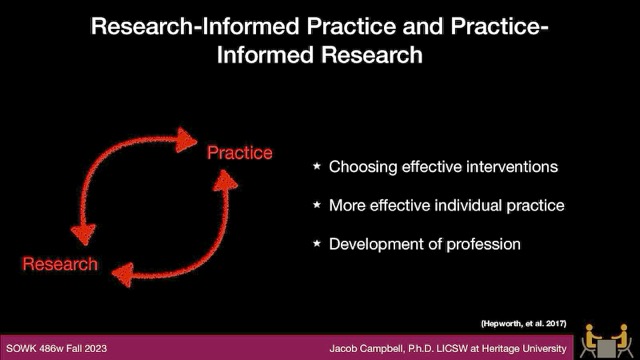 Research-Informed Practice and Practice-
Informed Research
Practice
Research
Choosing effective interventions
More effective individual practice
Development of profession
(Hepworth, et al. 2017)
SOWK 486w Fall 2023
Jacob Campbell, P.h.D. LICSW at Heritage University